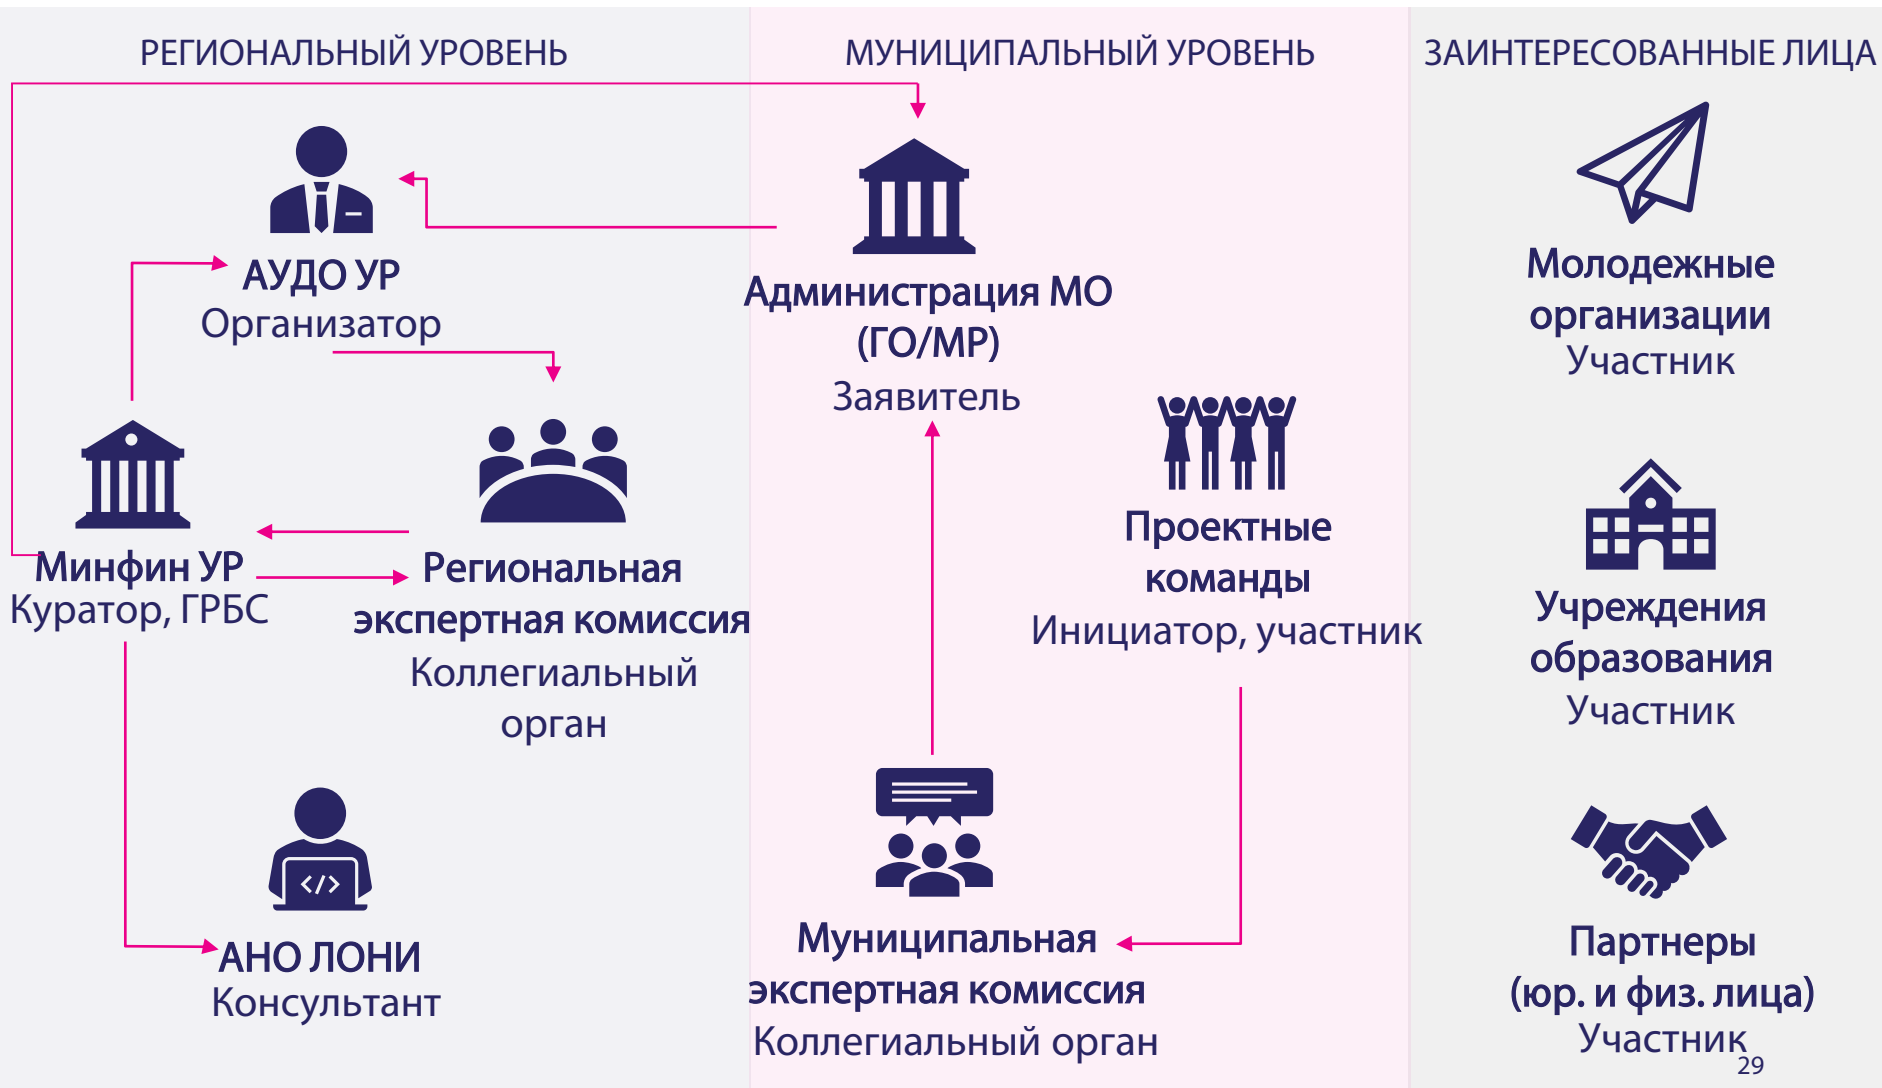 РЕГИОНАЛЬНЫЙ УРОВЕНЬ
АУДО УР
Организатор
Минфин УР
Куратор, ГРБС
Региональная
экспертная комиссия
Коллегиальный
орган
</>
АНО ЛОНИ
Консультант
МУНИЦИПАЛЬНЫЙ УРОВЕНЬ
Администрация МО
(ГО/МР)
Заявитель
Проектные
команды
Инициатор, участник
Муниципальная
экспертная комиссия
Коллегиальный орган
ЗАИНТЕРЕСОВАННЫЕ ЛИЦА
Молодежные
организации
Участник
Учреждения
образования
Участник
Партнеры
(юр. и физ. лица)
Участник
29